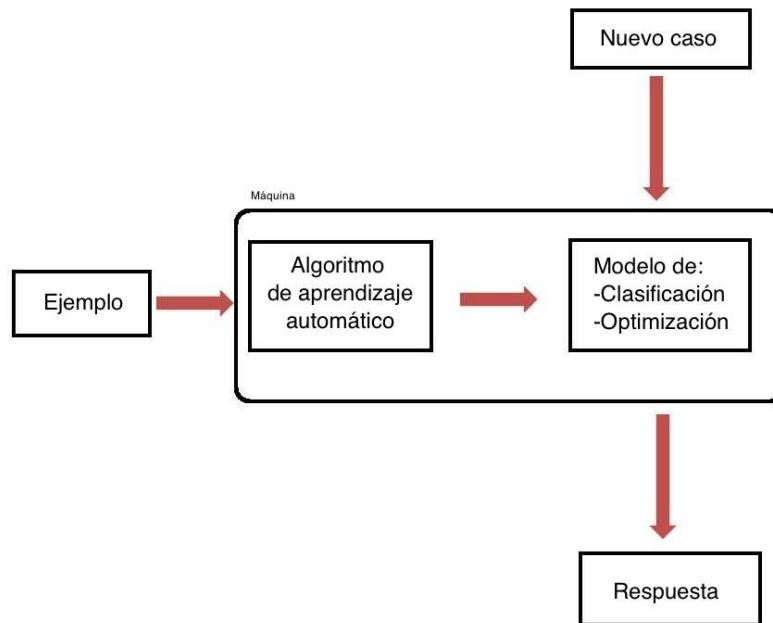 Nuevo caso
Máquina
Ejemplo
Algoritmo
de aprendizaje
automático
Modelo de:
-Clasificación
-Optimización
Respuesta